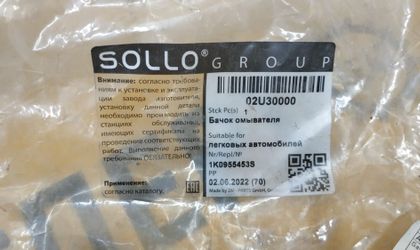 SOLLO® GROUP
Внимание: согласно требова-
ниям к установке и эксплуата-
ции завода изготовителя,
установку данной детали
необходимо производить на
станциях обслуживания,
имеющих сертификаты на
проведение соответствующих
работ. Выполнение данного
требования ОБЯЗАТЕЛЬНО!
Применение:
согласно каталогу.
EAC
02U30000
Stck Pc(s) 1
Бачок омывателя
Suitable for
легковых автомобилей
Nr/Repl/№
1K0955453S
PP
02.06.2022 (70)